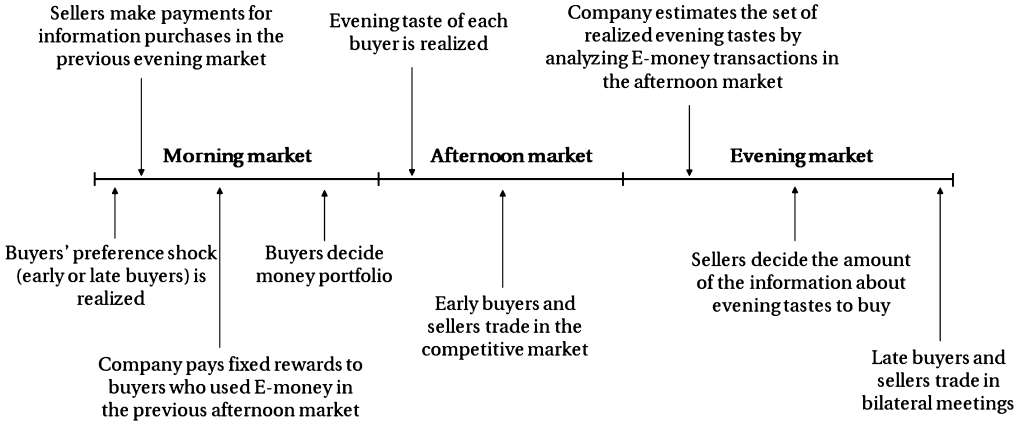 Sellers make payments for
information purchases in the
previous evening market
Evening taste of each
buyer is realized
Company estimates the set of
realized evening tastes by
analyzing E-money transactions in
the afternoon market
Morning market
Afternoon market
Evening market
Buyers' preference shock
(early or late buyers) is
realized
Buyers decide
money portfolio
Sellers decide the amount
of the information about
evening tastes to buy
Early buyers and
sellers trade in the
competitive market
Company pays fixed rewards to
buyers who used E-money in
the previous afternoon market
Late buyers and
sellers trade in
bilateral meetings